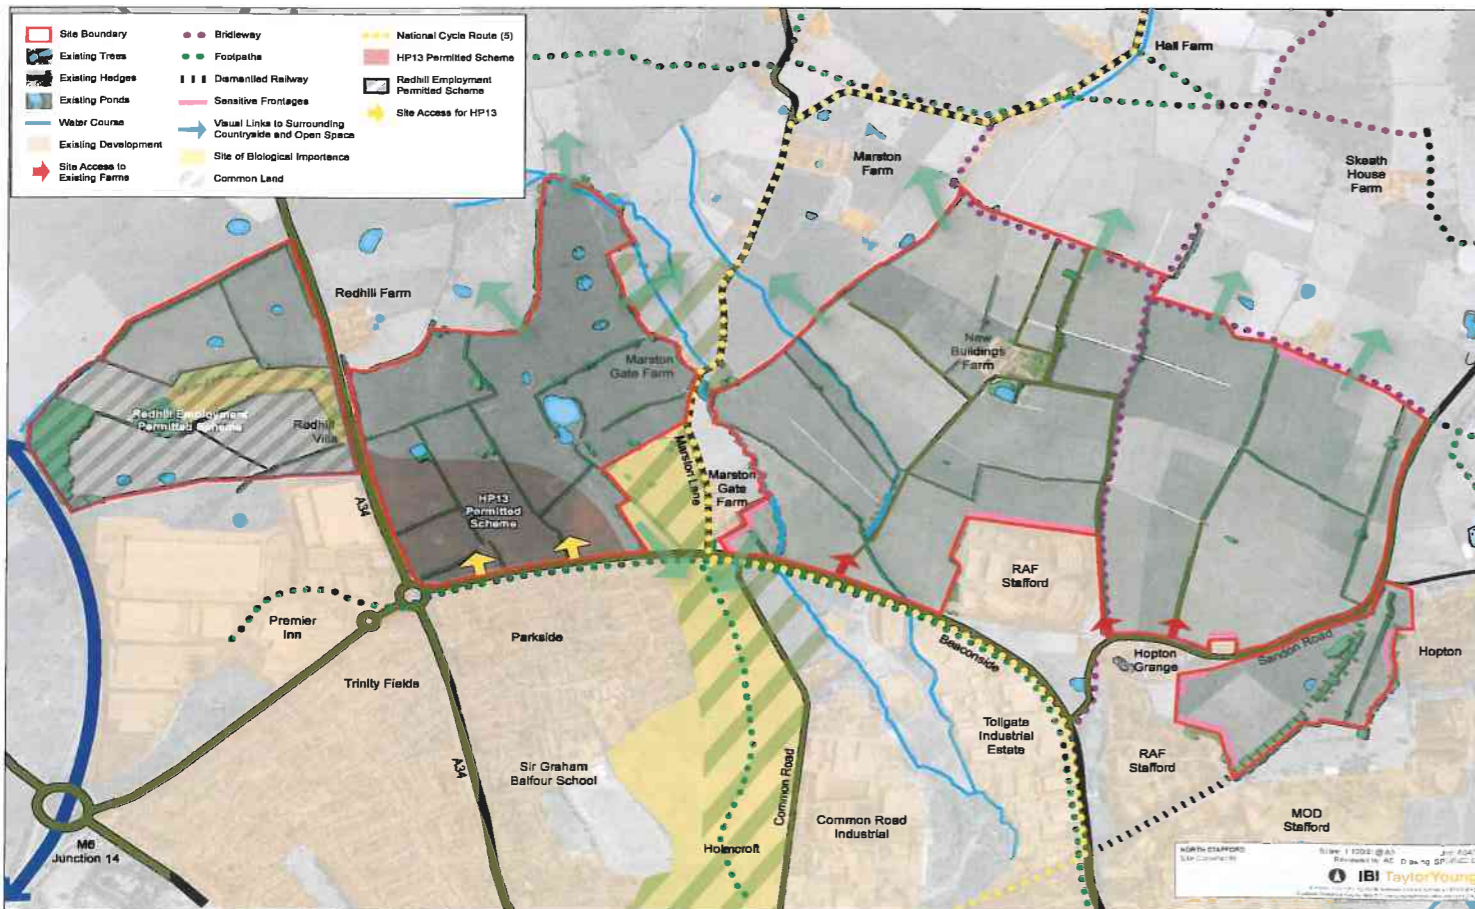 Site Boundary
Existing Trees
Existing Hedges
Existing Ponds
Water Course
Existing Development
Site Access to
Existing Farms
Bridleway
Footpaths
Dismantled Railway
Sensitive Frontages
Visual Links to Surrounding
Countryside and Open Space
Site of Biological Importance
Common Land
National Cycle Route (5)
HP13 Permitted Scheme
Redhill Employment
Permitted Scheme
Site Access for HP13
Hall Farm
Marston
Farm
Skeath
House
Farm
Redhill Farm
New
Buildings
Farm
Marston
Gate Farm
Redhill Employment
Permitted Scheme
Redhill
Villa
A34
HP13
Permitted
Scheme
Marston Lane
Marston
Gate
Farm
RAF
Stafford
Premier
Inn
Parkside
Beaconside
Hopton
Grange
Sandon Road
Hopton
Trinity Fields
A34
Sir Graham
Balfour School
Common Road
Tollgate
Industrial
Estate
RAF
Stafford
Common Road
Industrial
MOD
Stafford
M6
Junction 14
Holmcroft
NORTH STAFFORD
IBI TaylorYoung